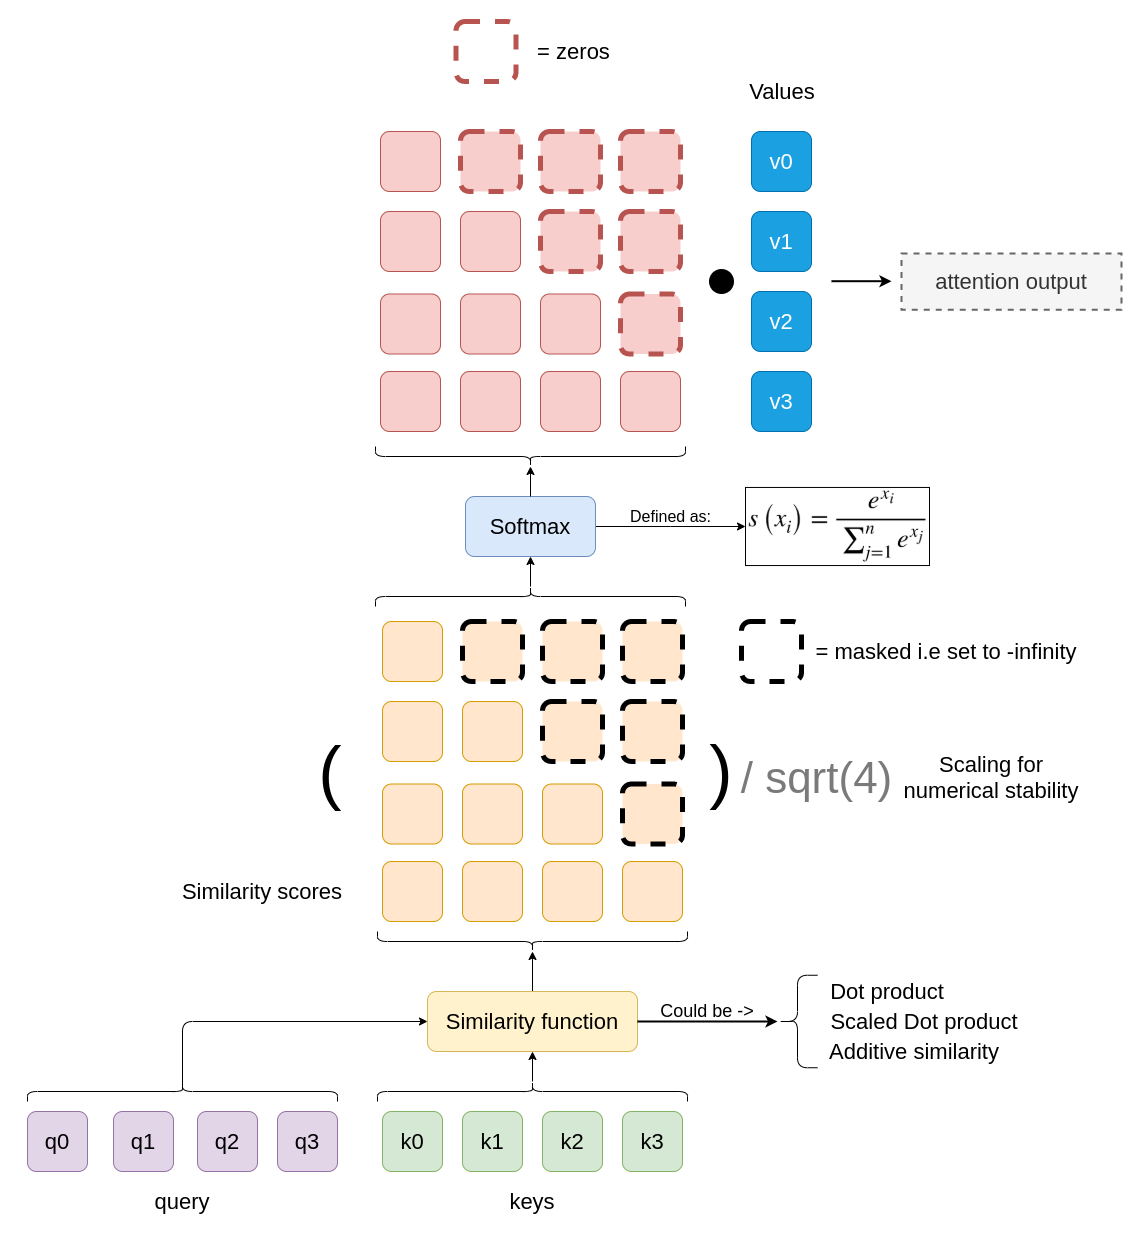 = zeros
Values
v0
v1
attention output
v2
v3
Softmax
Defined as:
s (x_i) = e^{x_i} / ∑_{j=1}^{n} e^{x_j}
= masked i.e set to -infinity
( ) / sqrt(4)
Scaling for
numerical stability
Similarity scores
Similarity function
Could be ->
Dot product
Scaled Dot product
Additive similarity
q0 q1 q2 q3 k0 k1 k2 k3
query keys